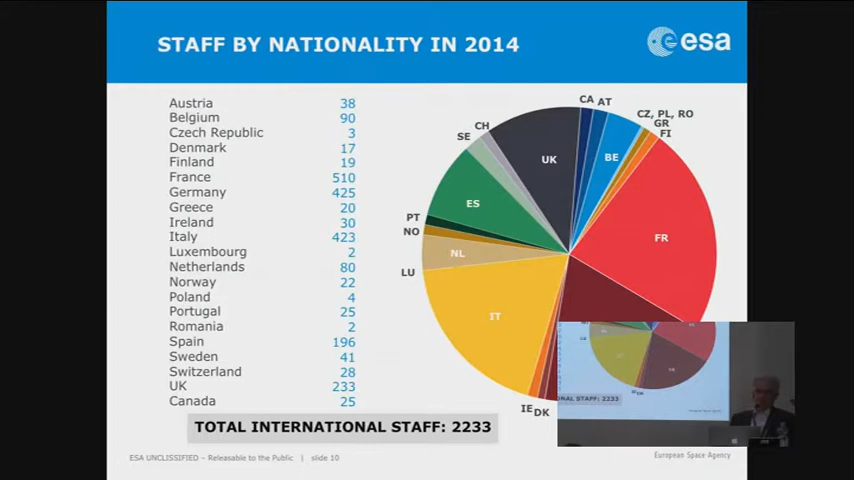 STAFF BY NATIONALITY IN 2014
esa
Austria 38
Belgium 90
Czech Republic 3
Denmark 17
Finland 19
France 510
Germany 425
Greece 20
Ireland 30
Italy 423
Luxembourg 2
Netherlands 80
Norway 22
Poland 4
Portugal 25
Romania 2
Spain 196
Sweden 41
Switzerland 28
UK 233
Canada 25
TOTAL INTERNATIONAL STAFF: 2233
CA AT
CZ, PL, RO
GR
FI
BE
FR
UK
CH
SE
ES
PT
NO
NL
LU
IT
IE DK
ONAL STAFF: 2233
ESA UNCLASSIFIED – Releasable to the Public | slide 10
European Space Agency